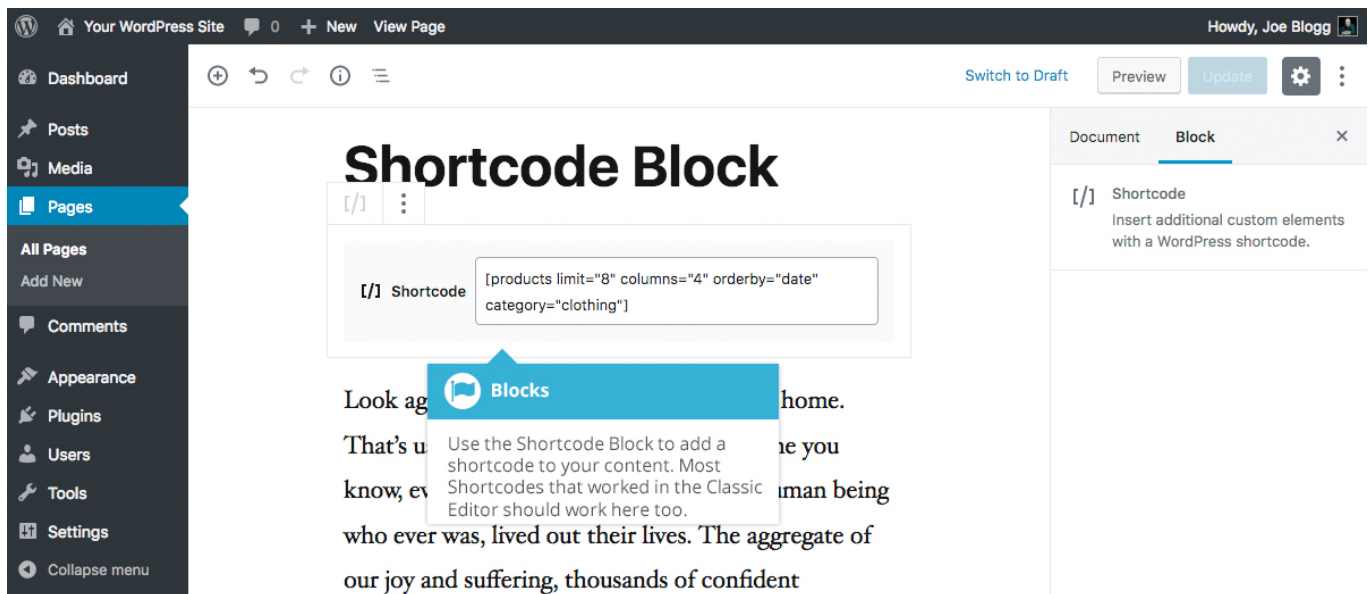 Your WordPress Site 0 New View Page Howdy, Joe Blogg
Dashboard
Posts
Media
Pages
All Pages
Add New
Comments
Appearance
Plugins
Users
Tools
Settings
Collapse menu
Switch to Draft Preview Update
Shortcode Block
[/]
[/] Shortcode
[products limit="8" columns="4" orderby="date"
category="clothing"]
Blocks
Use the Shortcode Block to add a
shortcode to your content. Most
Shortcodes that worked in the Classic
Editor should work here too.
Look home.
That's you
know, being
who ever was, lived out their lives. The aggregate of
our joy and suffering, thousands of confident
Document Block
[/] Shortcode
Insert additional custom elements
with a WordPress shortcode.